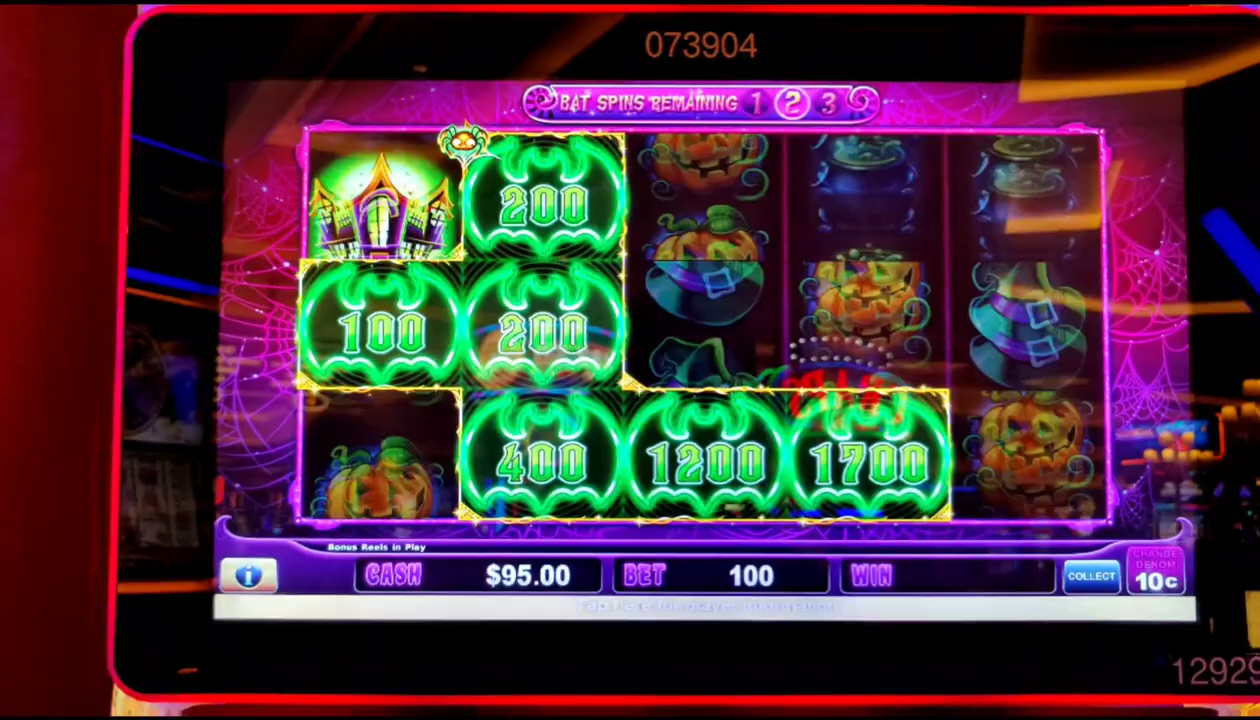 073904
BAT SPINS REMAINING 1 2 3
200
100 200
400 1200 1700
Bonus Reels in Play
i CASH $95.00 BET 100 WIN COLLECT CHANGE DENOM 10¢
12929